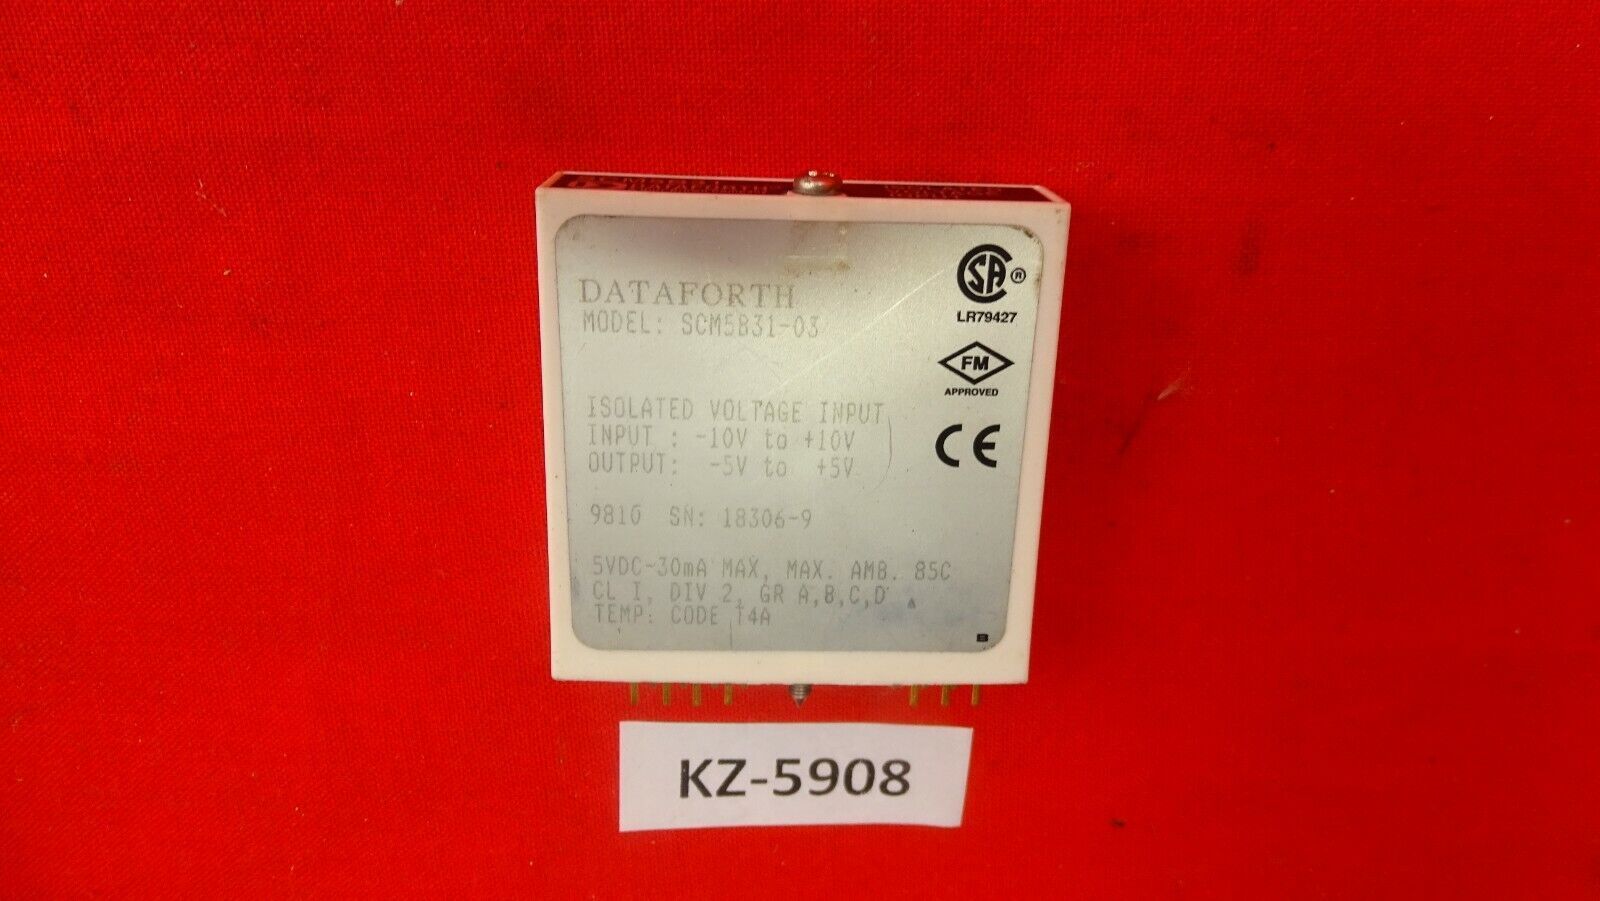 DATAFORTH
MODEL: SCM5B31-03
ISOLATED VOLTAGE INPUT
INPUT : -10V to +10V
OUTPUT: -5V to +5V
9810 SN: 18306-9
5VDC-30mA MAX, MAX. AMB. 85C
CL I, DIV 2, GR A,B,C,D
TEMP: CODE T4A
SA ®
LR79427
FM
APPROVED
CE
B
KZ-5908